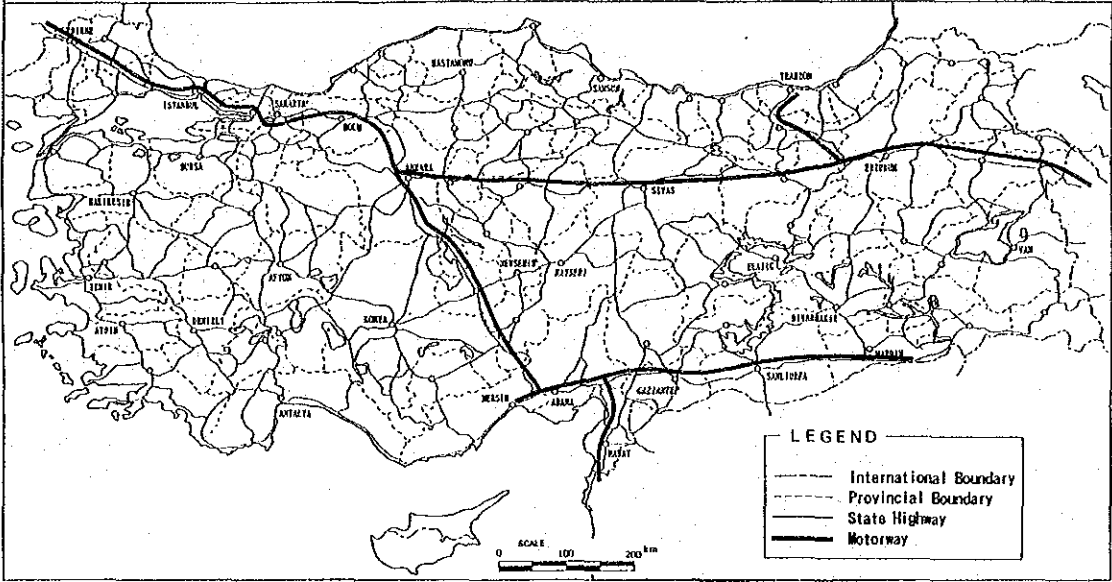 EDIRNE
KASTAMONU
SAMSUN
TRABZON
ISTANBUL
SAKARYA
BOLU
BURSA
ANKARA
SIVAS
ERZURUM
BALIKESIR
VAN
NEVSEHIR
KAYSERI
ELAZIG
AFYON
IZMIR
KONYA
DIYARBAKIR
AYDIN
DENIZLI
MARDIN
SANLIURFA
GAZIANTEP
MERSIN
ADANA
ANTALYA
HATAY
LEGEND
International Boundary
Provincial Boundary
State Highway
Motorway
SCALE
0 100 200 km